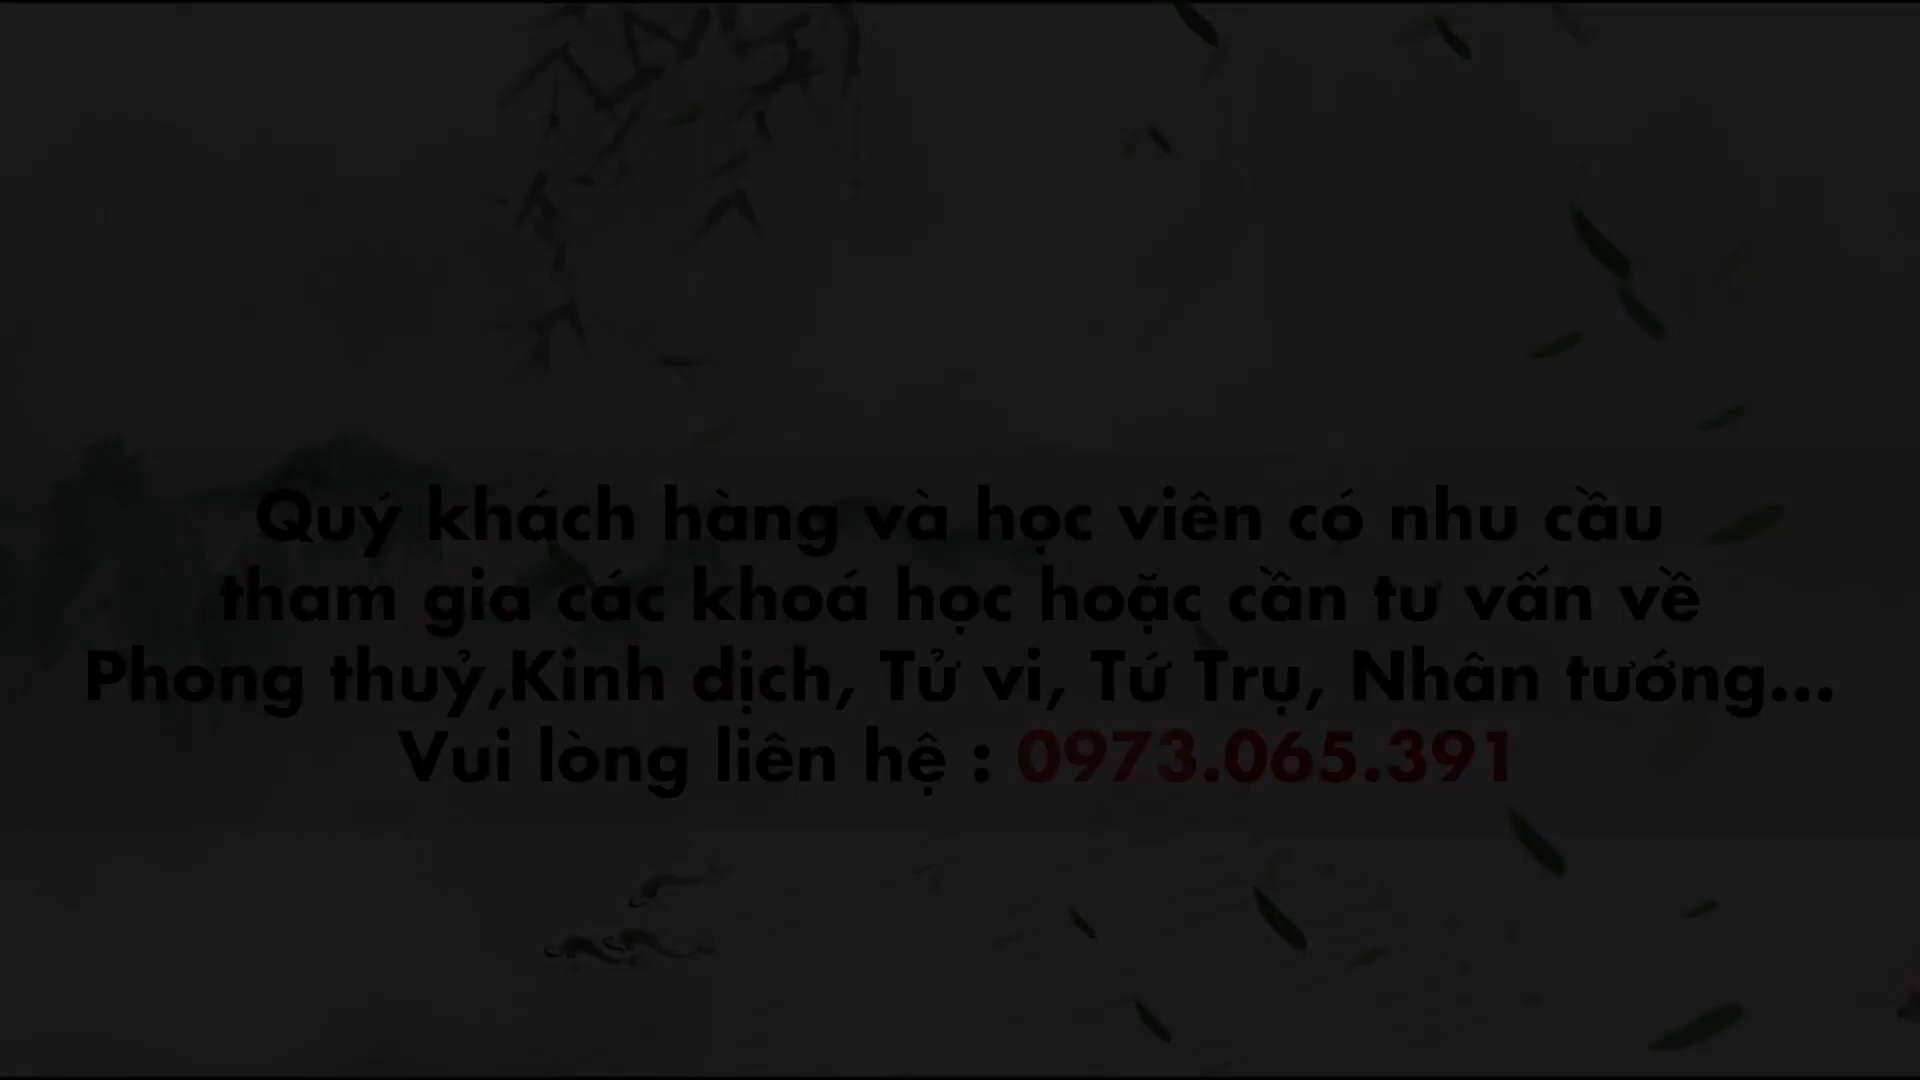 Quý khách hàng và học viên có nhu cầu
tham gia các khoá học hoặc cần tư vấn về
Phong thuỷ,Kinh dịch, Tử vi, Tứ Trụ, Nhân tướng...
Vui lòng liên hệ : 0973.065.391